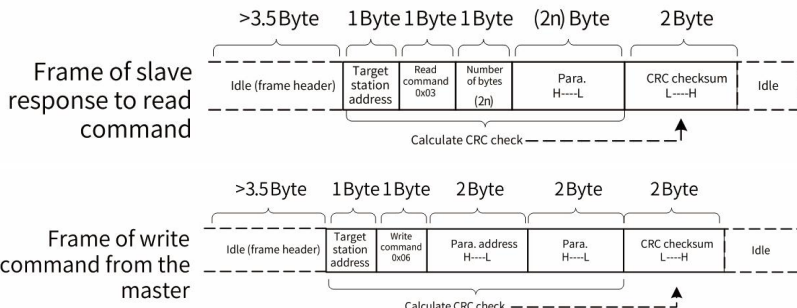 >3.5Byte 1Byte 1Byte 1Byte (2n) Byte 2Byte
Frame of slave
response to read
command
Idle (frame header)
Target
station
address
Read
command
0x03
Number
of bytes
(2n)
Para.
H----L
CRC checksum
L----H
Idle
Calculate CRC check
>3.5Byte 1Byte 1Byte 2Byte 2Byte 2Byte
Frame of write
command from the
master
Idle (frame header)
Target
station
address
Write
command
0x06
Para. address
H----L
Para.
H----L
CRC checksum
L----H
Idle
Calculate CRC check